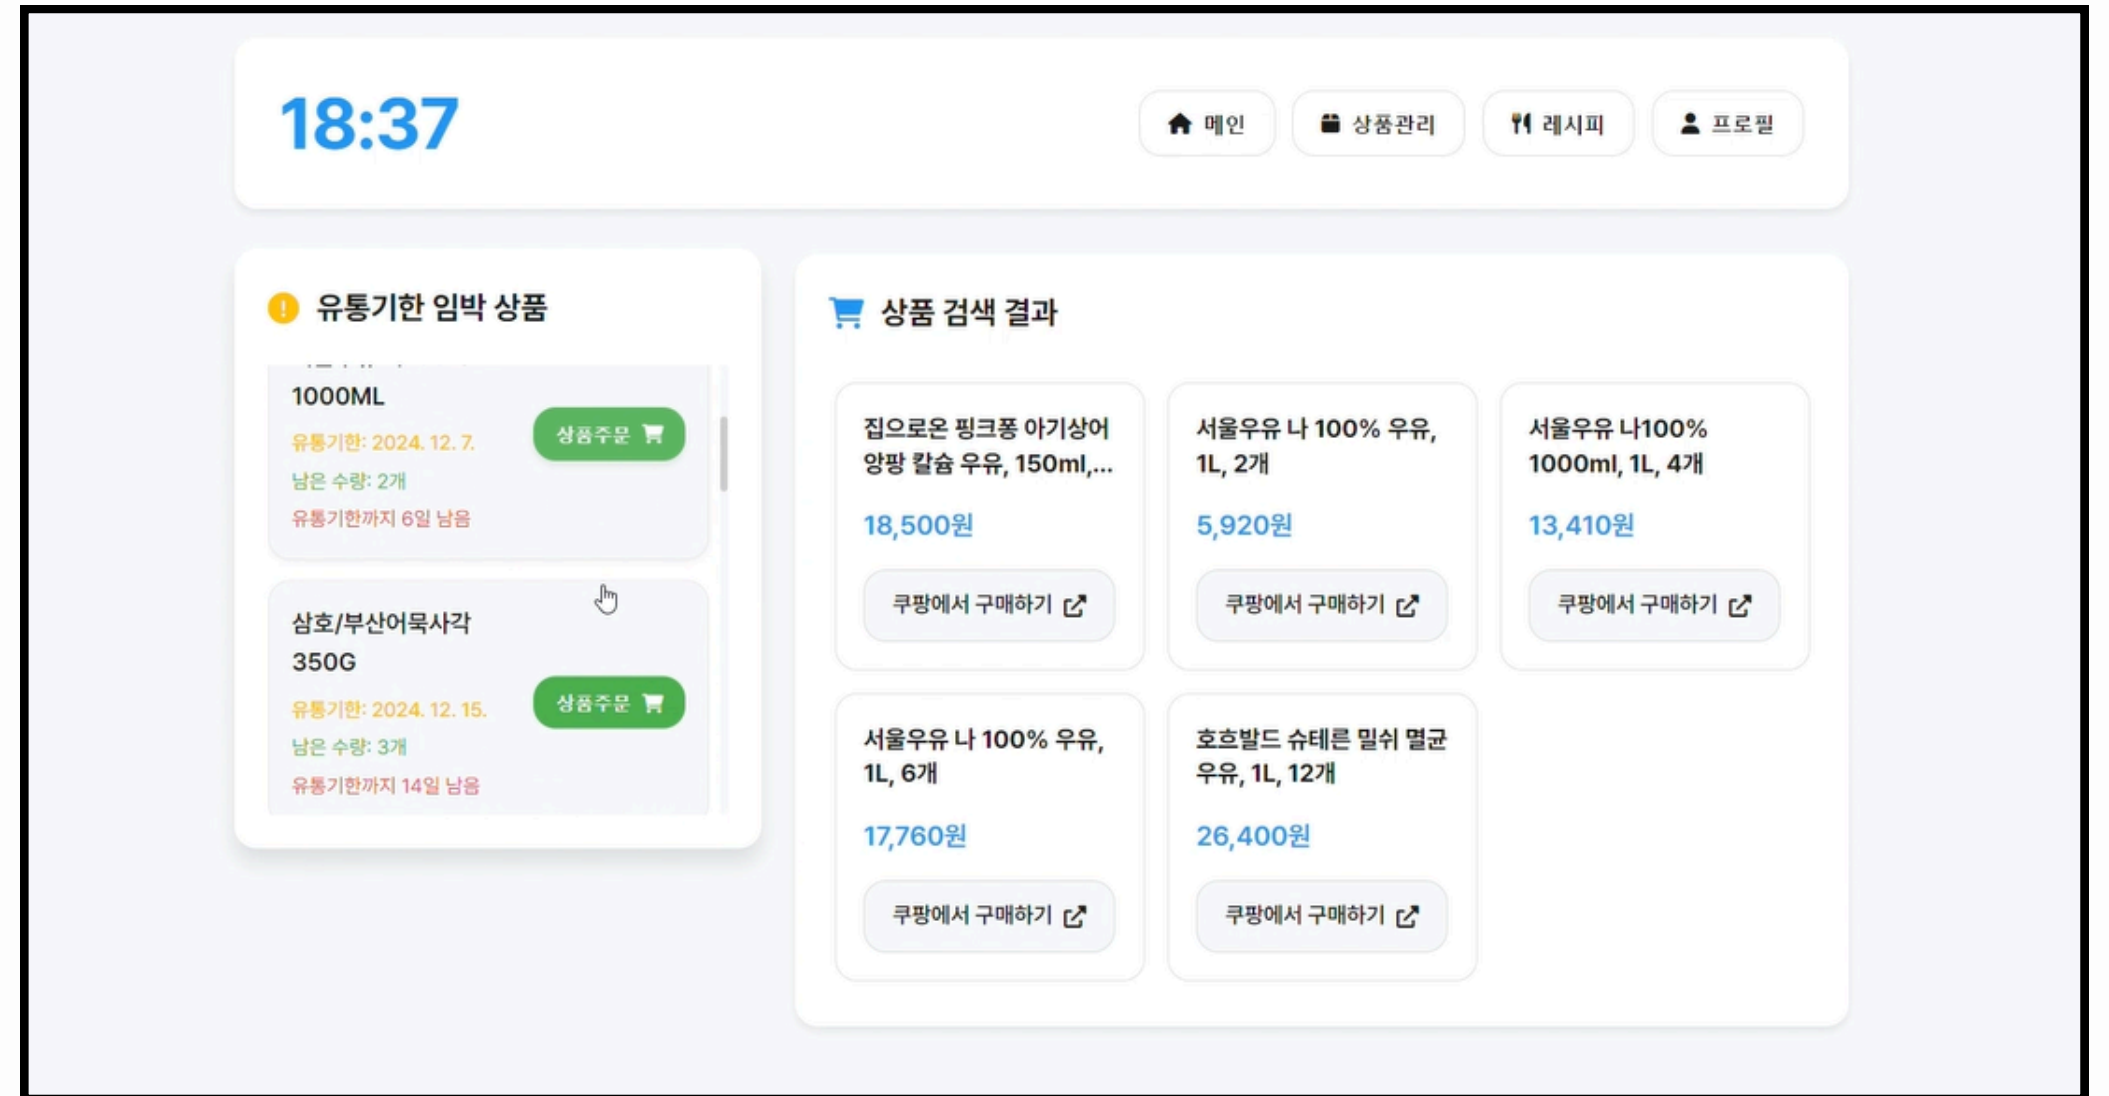 18:37
메인
상품관리
레시피
프로필
유통기한 임박 상품
1000ML
유통기한: 2024. 12. 7.
남은 수량: 2개
유통기한까지 6일 남음
상품주문
삼호/부산어묵사각
350G
유통기한: 2024. 12. 15.
남은 수량: 3개
유통기한까지 14일 남음
상품주문
상품 검색 결과
집으로온 핑크퐁 아기상어
앙팡 칼슘 우유, 150ml,...
18,500원
쿠팡에서 구매하기
서울우유 나 100% 우유,
1L, 2개
5,920원
쿠팡에서 구매하기
서울우유 나100%
1000ml, 1L, 4개
13,410원
쿠팡에서 구매하기
서울우유 나 100% 우유,
1L, 6개
17,760원
쿠팡에서 구매하기
호흐발드 슈테른 밀쉬 멸균
우유, 1L, 12개
26,400원
쿠팡에서 구매하기